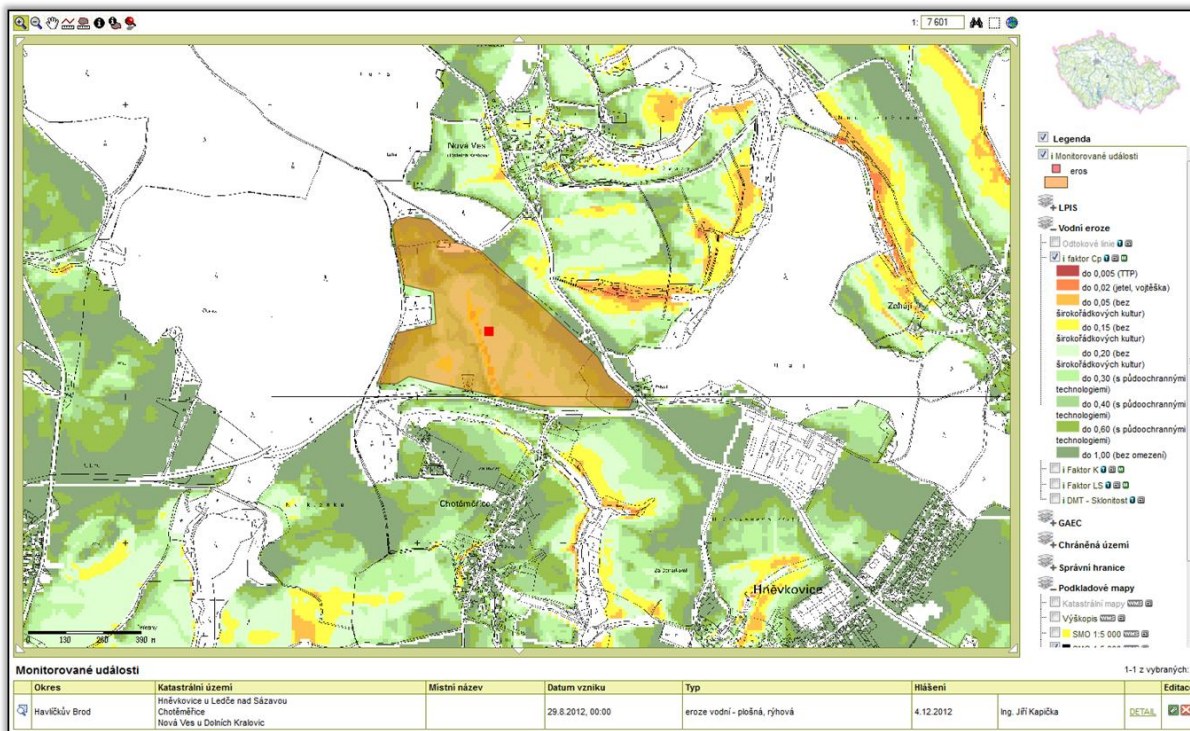 1: 7 601
Legenda
i Monitorované události
eros
LPIS
Vodní eroze
Odtokové linie
i faktor Cp
do 0,005 (TTP)
do 0,02 (jetel, vojtěška)
do 0,05 (bez
širokořádkových kultur)
do 0,15 (bez
širokořádkových kultur)
do 0,20 (bez
širokořádkových kultur)
do 0,30 (s půdoochrannými
technologiemi)
do 0,40 (s půdoochrannými
technologiemi)
do 0,60 (s půdoochrannými
technologiemi)
do 1,00 (bez omezení)
i Faktor K
i Faktor LS
i DMT - Sklonitost
GAEC
Chráněná území
Správní hranice
Podkladové mapy
Katastrální mapy WMS
Výškopis WMS
SMO 1:5 000 WMS
Nová Ves
Zahájí
Chotěměřice
Hněvkovice
0 130 260 390 m
Monitorované události
1-1 z vybraných:
Okres Katastrální území Místní název Datum vzniku Typ Hlášení Editace
Havlíčkův Brod Hněvkovice u Ledče nad Sázavou 29.8.2012, 00:00 eroze vodní - plošná, rýhová 4.12.2012 Ing. Jiří Kapička DETAIL
Chotěměřice
Nová Ves u Dolních Kralovic